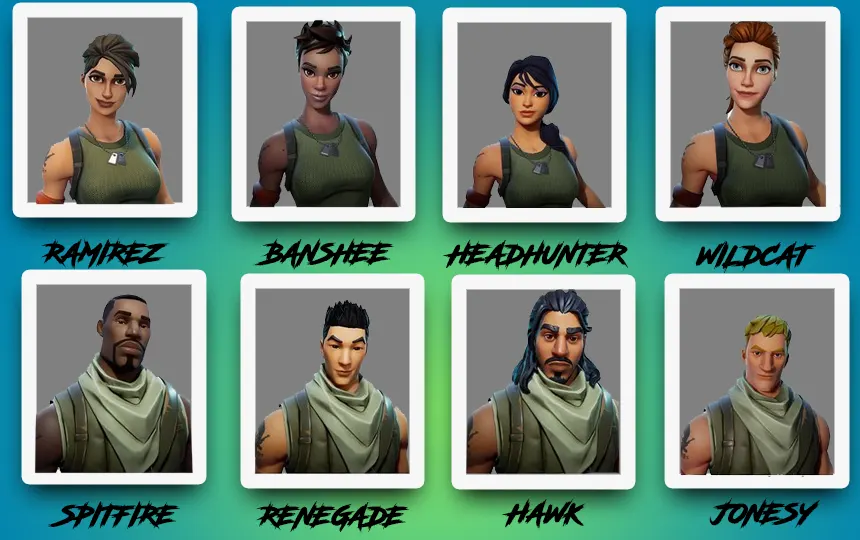 RAMIREZ
BANSHEE
HEADHUNTER
WILDCAT
SPITFIRE
RENEGADE
HAWK
JONESY